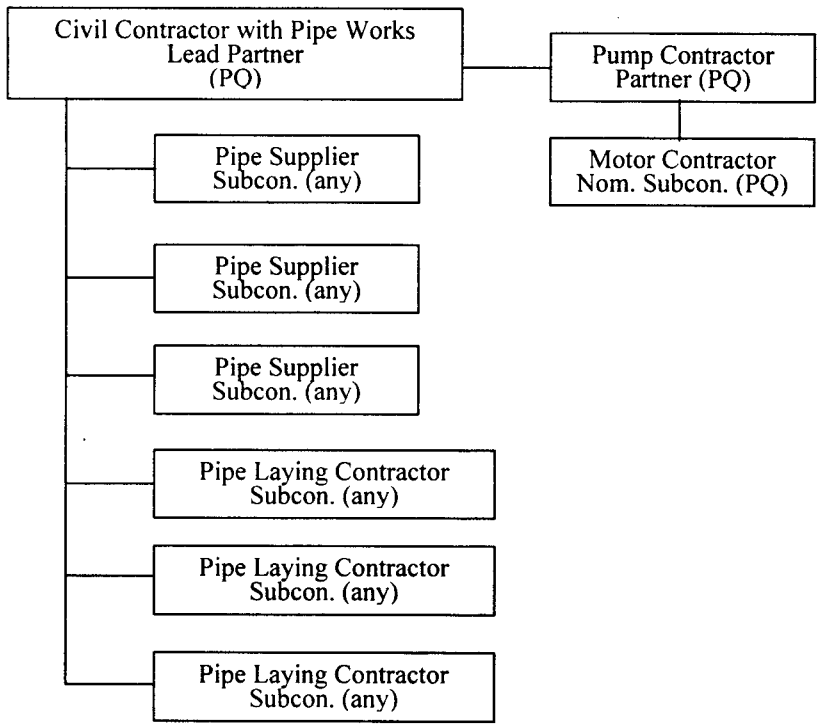 Civil Contractor with Pipe Works
Lead Partner
(PQ)
Pump Contractor
Partner (PQ)
Motor Contractor
Nom. Subcon. (PQ)
Pipe Supplier
Subcon. (any)
Pipe Supplier
Subcon. (any)
Pipe Supplier
Subcon. (any)
Pipe Laying Contractor
Subcon. (any)
Pipe Laying Contractor
Subcon. (any)
Pipe Laying Contractor
Subcon. (any)